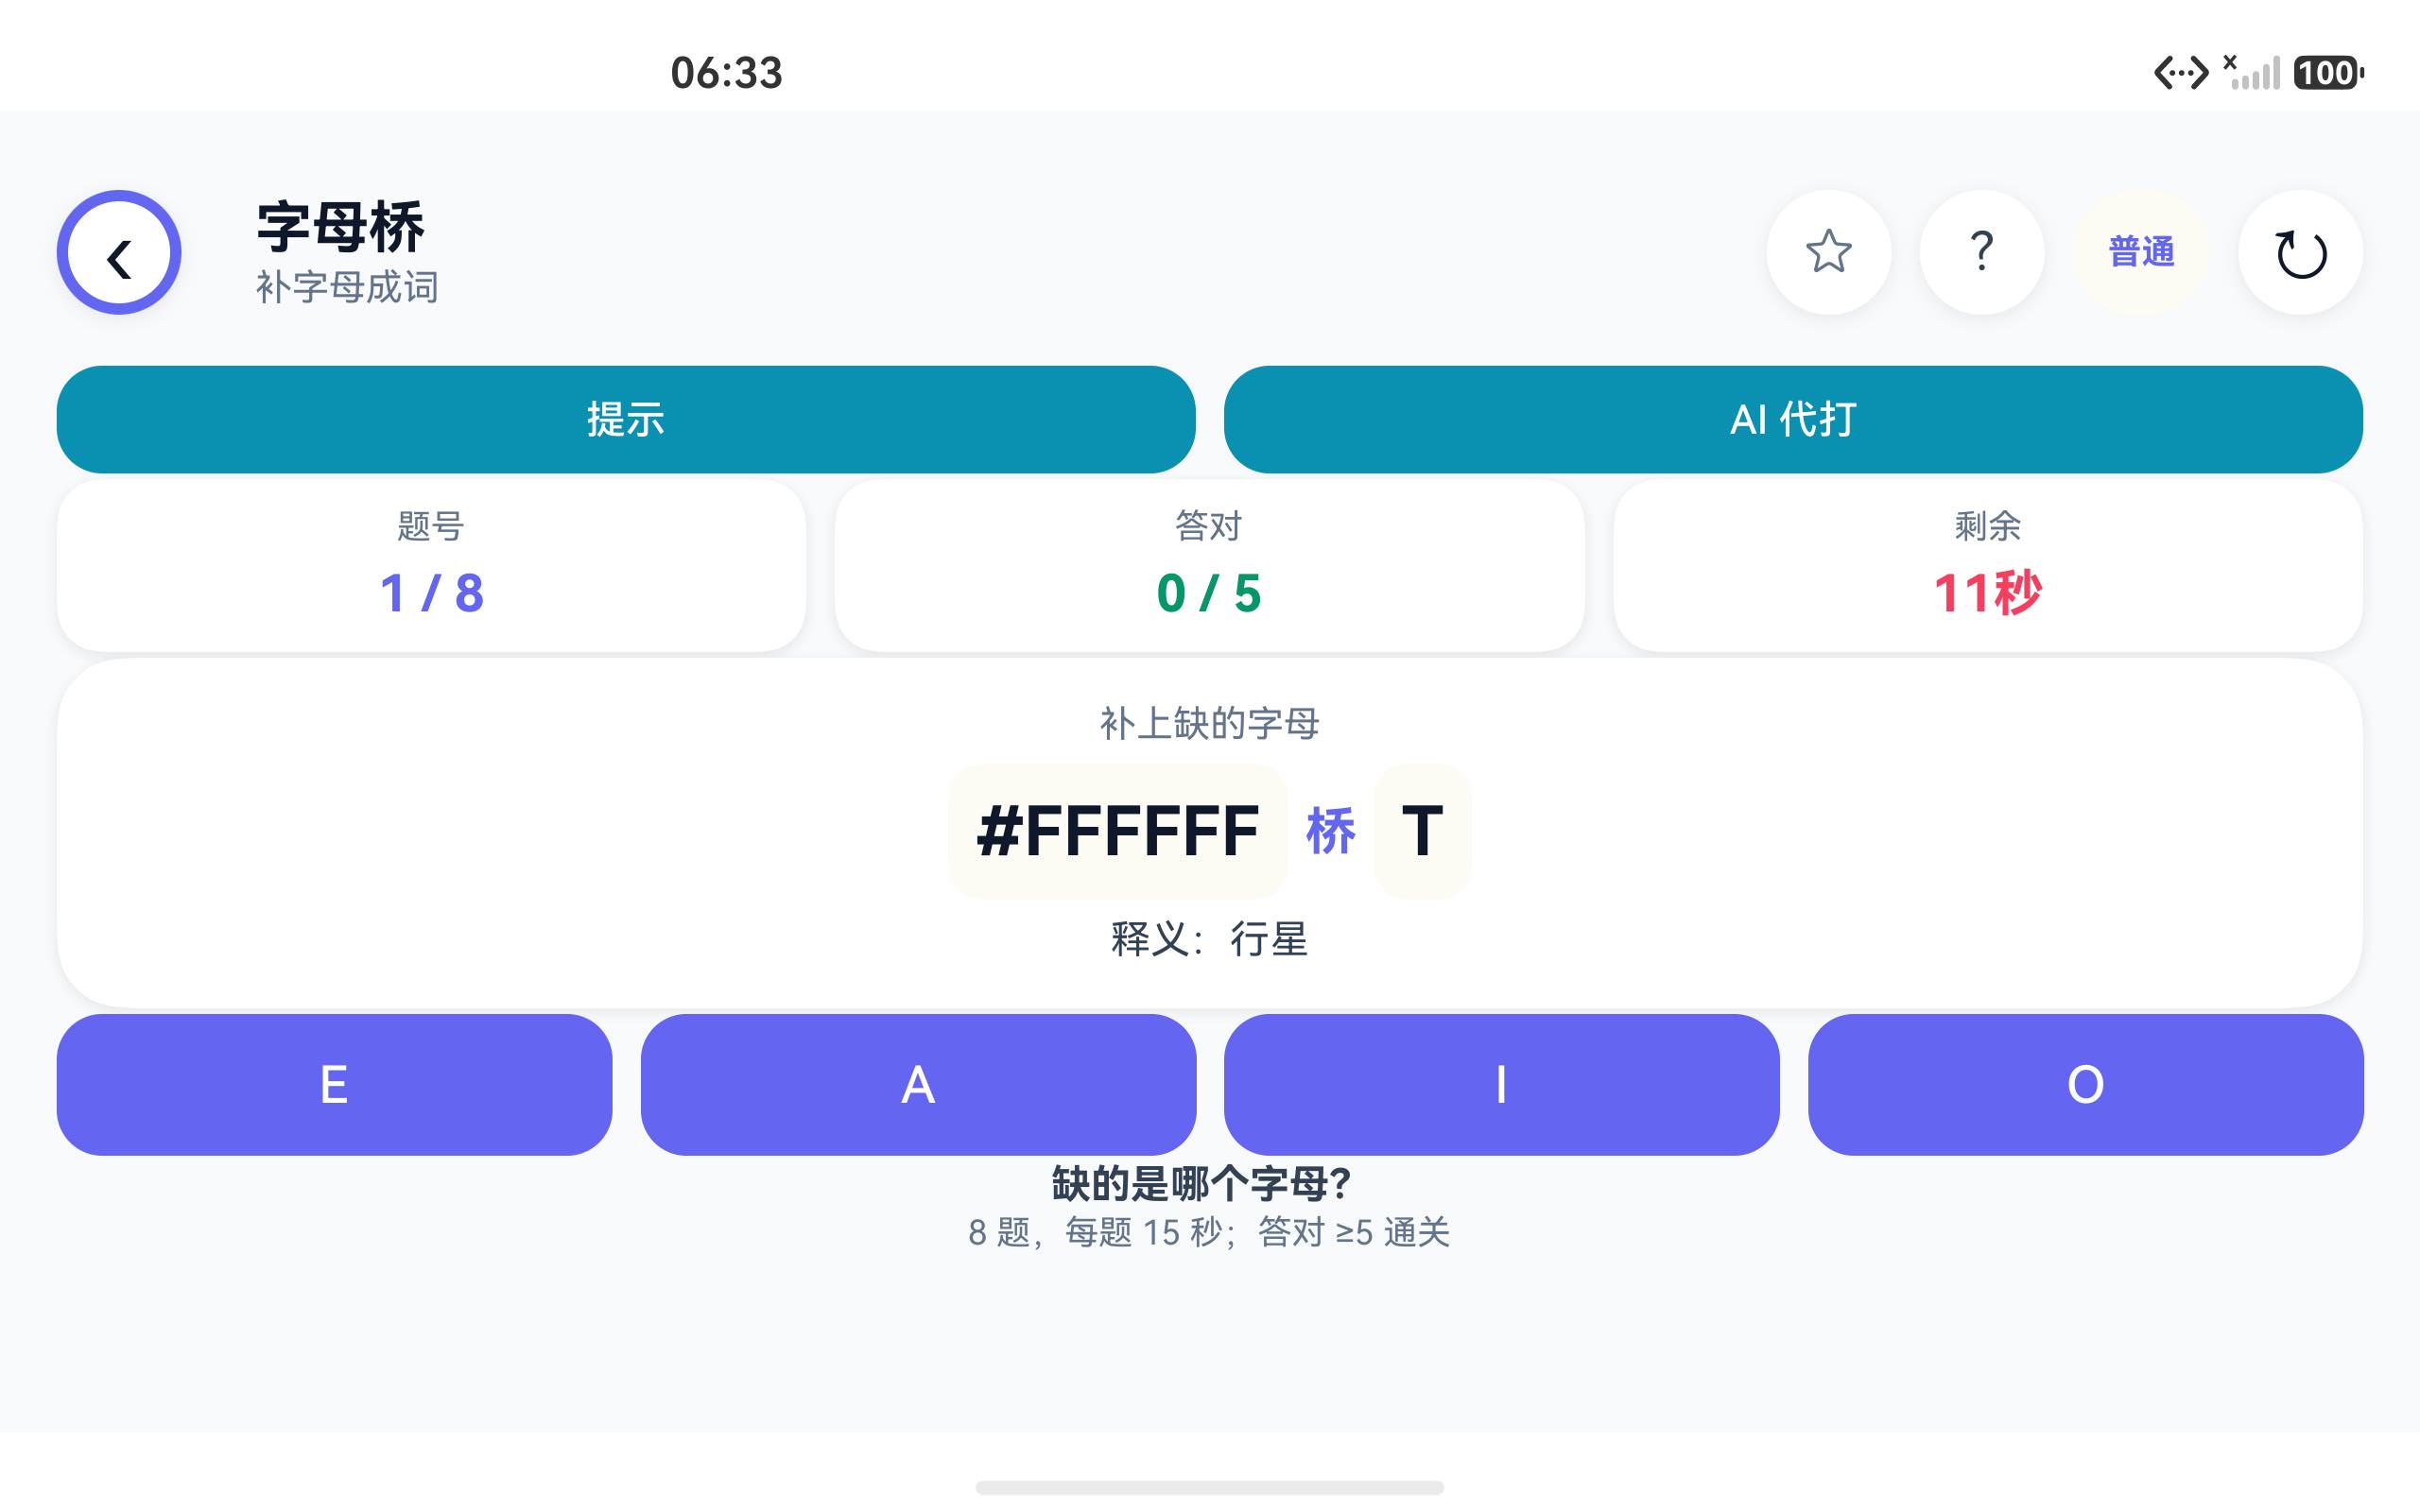 06:33
100
字母桥
补字母成词
?
普通
提示
AI 代打
题号
答对
剩余
1 / 8
0 / 5
11秒
补上缺的字母
#FFFFFF 桥 T
释义：行星
E
A
I
O
缺的是哪个字母？
8 题，每题 15 秒；答对 ≥5 通关